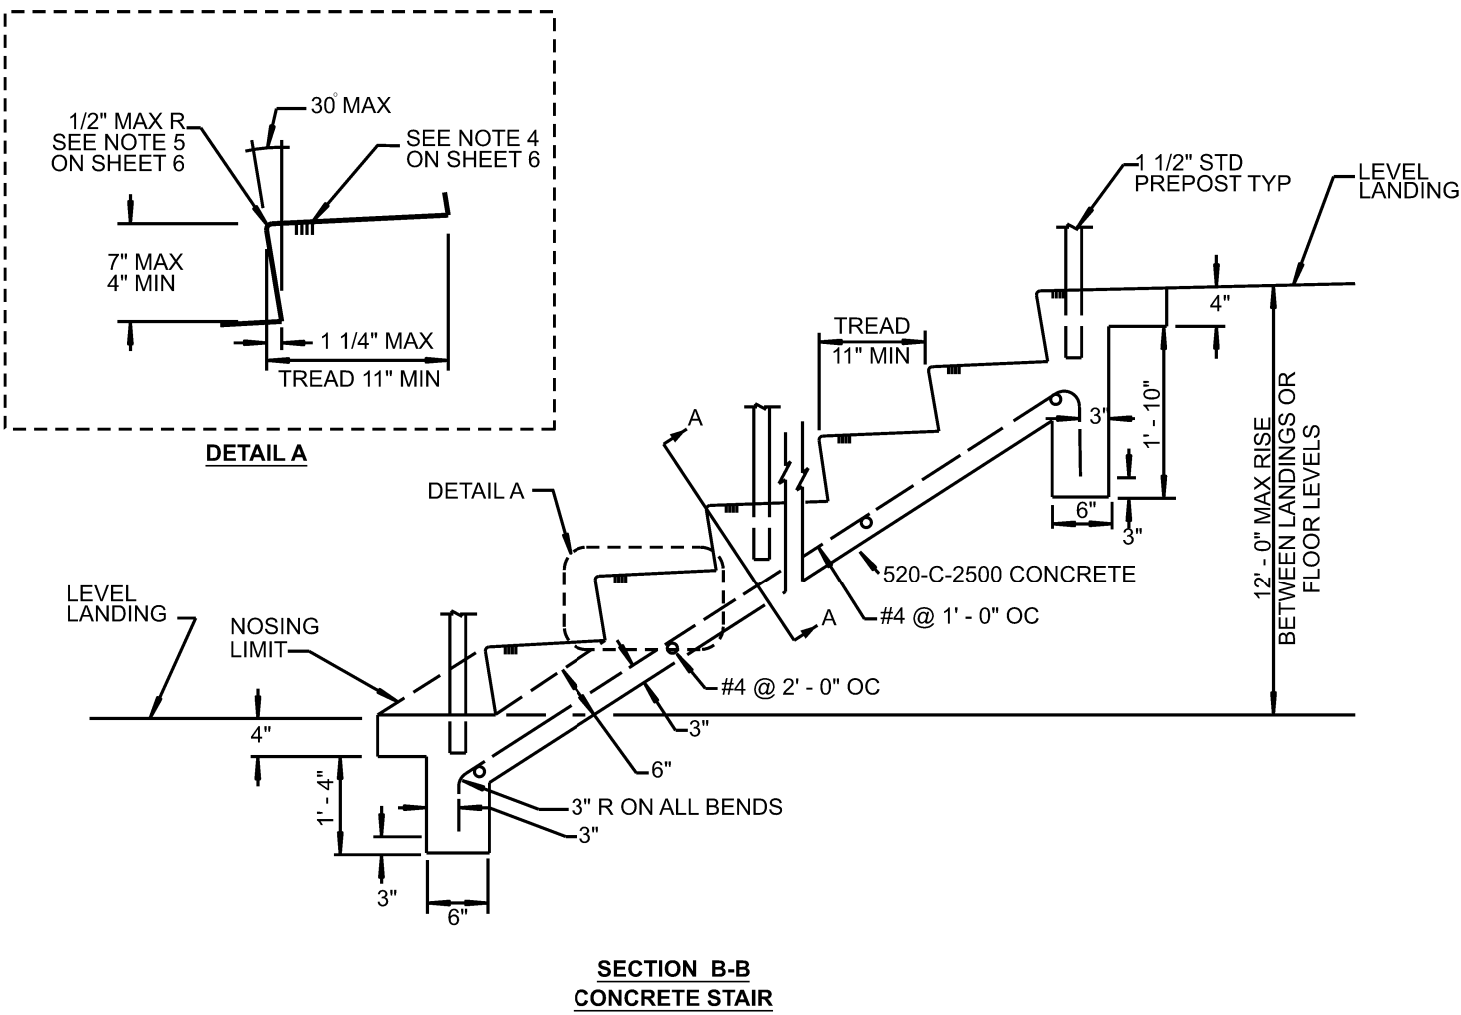 1/2" MAX R
SEE NOTE 5
ON SHEET 6
30° MAX
SEE NOTE 4
ON SHEET 6
7" MAX
4" MIN
1 1/4" MAX
TREAD 11" MIN
DETAIL A
1 1/2" STD
PREPOST TYP
LEVEL
LANDING
4"
TREAD
11" MIN
1' - 10"
3"
6"
3"
12' - 0" MAX RISE
BETWEEN LANDINGS OR
FLOOR LEVELS
A
DETAIL A
520-C-2500 CONCRETE
#4 @ 1' - 0" OC
A
LEVEL
LANDING
NOSING
LIMIT
#4 @ 2' - 0" OC
3"
6"
4"
1' - 4"
3" R ON ALL BENDS
3"
3"
6"
SECTION B-B
CONCRETE STAIR